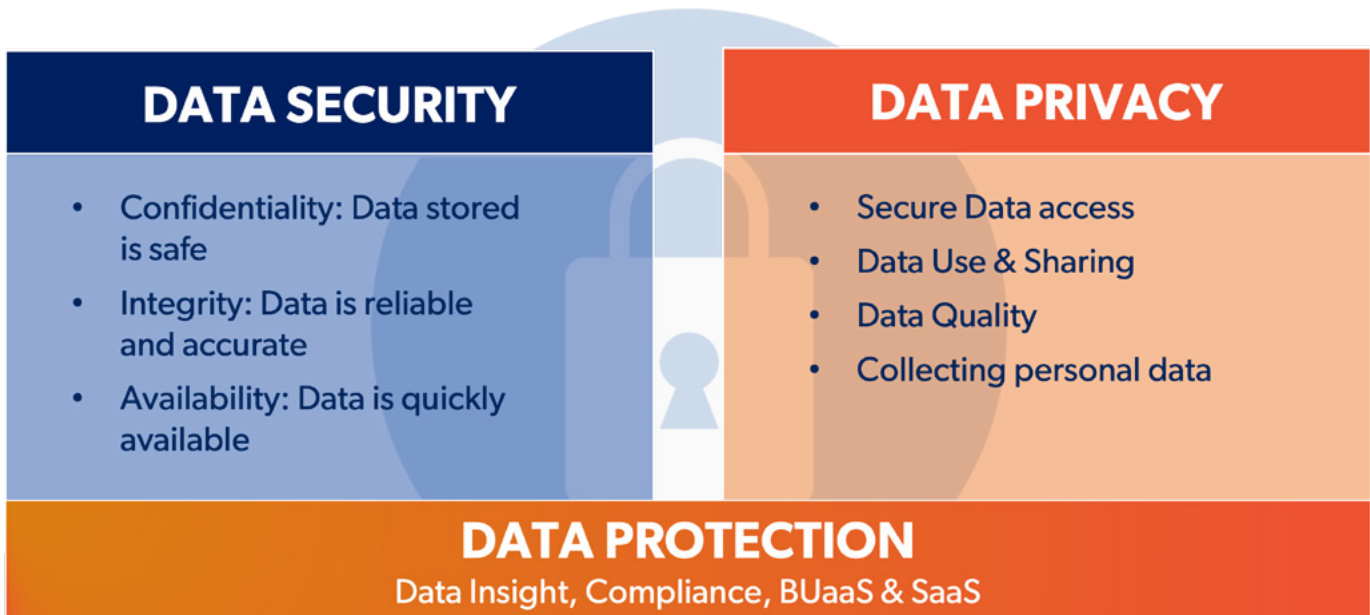 DATA SECURITY
• Confidentiality: Data stored
is safe
• Integrity: Data is reliable
and accurate
• Availability: Data is quickly
available
DATA PRIVACY
• Secure Data access
• Data Use & Sharing
• Data Quality
• Collecting personal data
DATA PROTECTION
Data Insight, Compliance, BUaaS & SaaS